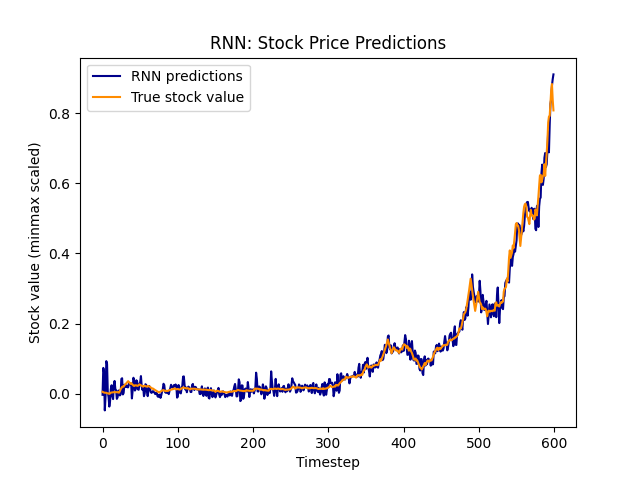 RNN: Stock Price Predictions
RNN predictions
True stock value
Stock value (minmax scaled)
0.8
0.6
0.4
0.2
0.0
0 100 200 300 400 500 600
Timestep